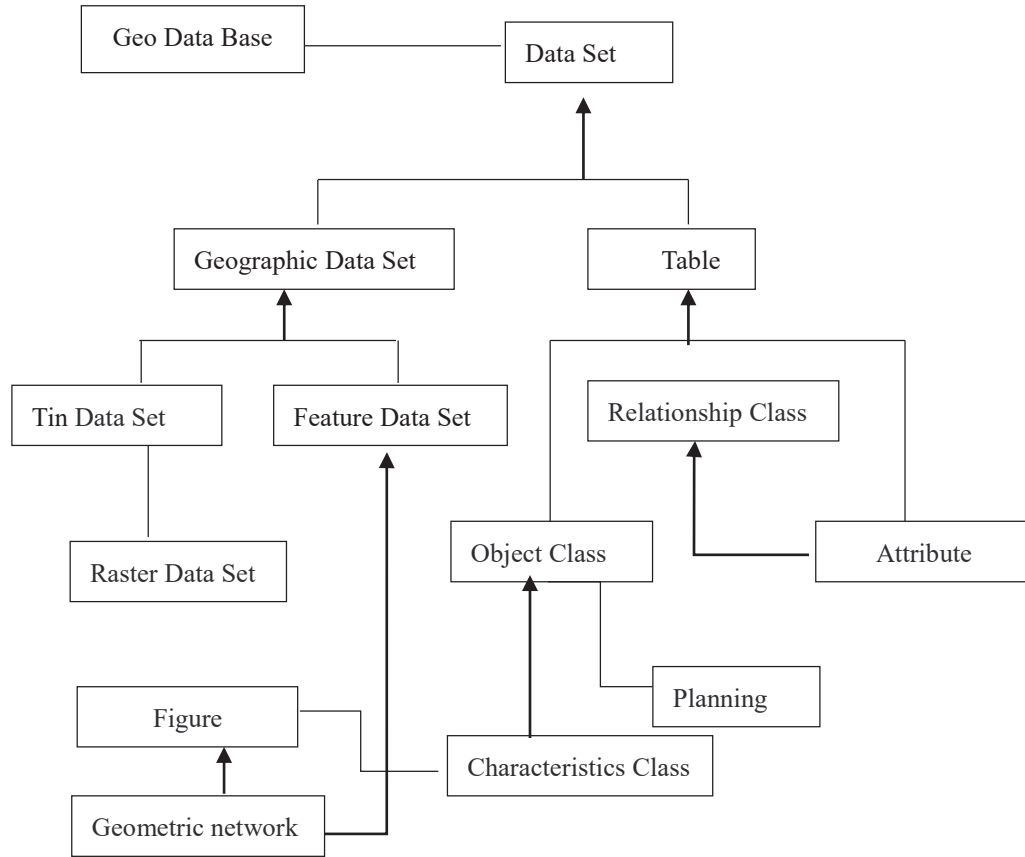 Geo Data Base
Data Set
Geographic Data Set
Table
Tin Data Set
Feature Data Set
Relationship Class
Raster Data Set
Object Class
Attribute
Figure
Planning
Characteristics Class
Geometric network